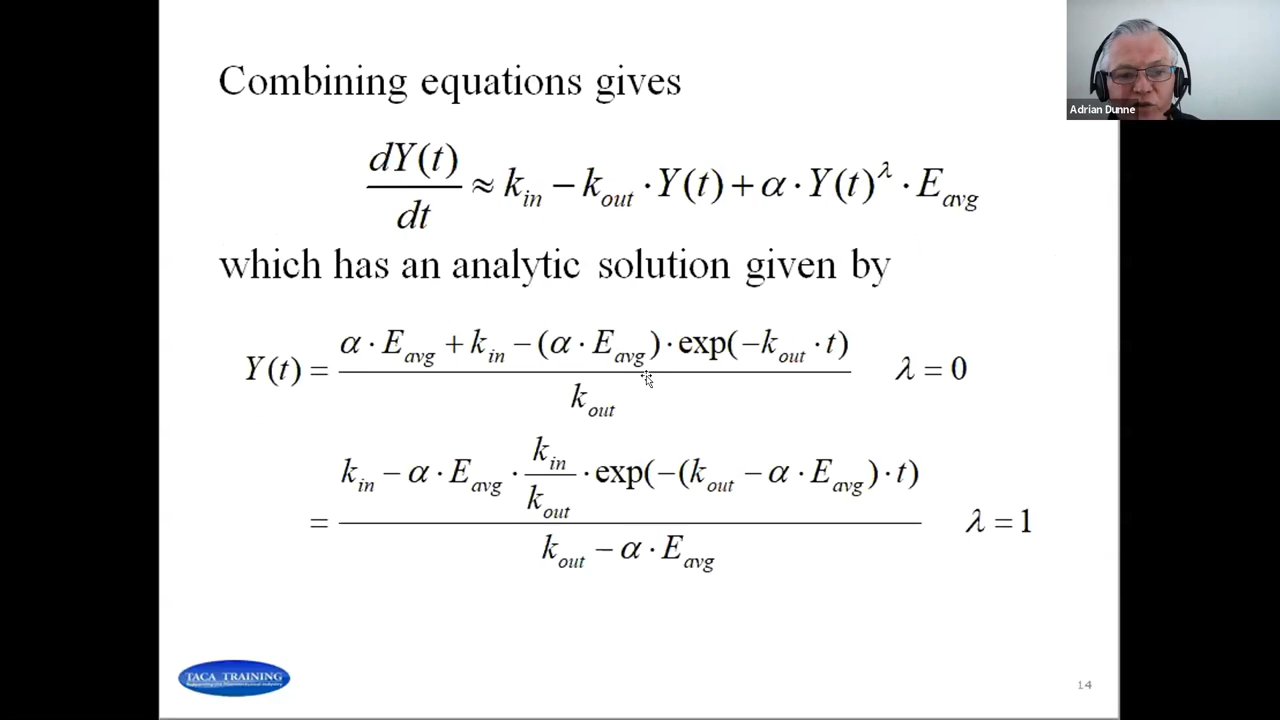 Adrian Dunne
Combining equations gives
dY(t)/dt ≈ k_in − k_out · Y(t) + α · Y(t)^λ · E_avg
which has an analytic solution given by
Y(t) = (α · E_avg + k_in − (α · E_avg) · exp(−k_out · t)) / k_out    λ = 0
= (k_in − α · E_avg · k_in/k_out · exp(−(k_out − α · E_avg) · t)) / (k_out − α · E_avg)    λ = 1
TACA TRAINING
14